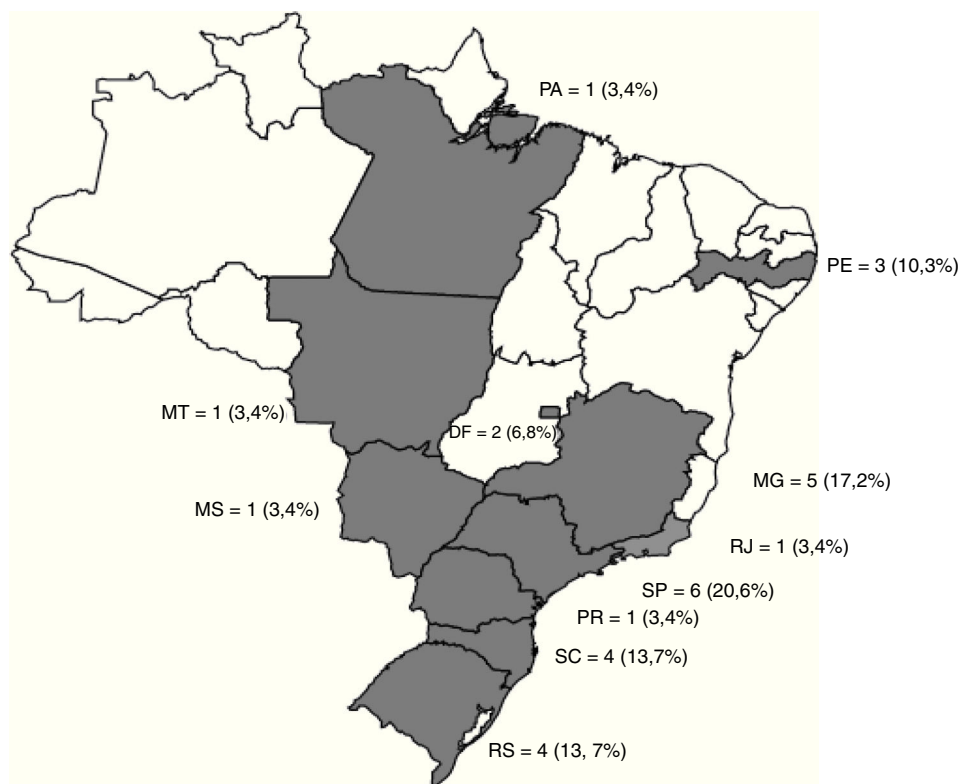 PA = 1 (3,4%)
PE = 3 (10,3%)
MT = 1 (3,4%)
DF = 2 (6,8%)
MG = 5 (17,2%)
MS = 1 (3,4%)
RJ = 1 (3,4%)
SP = 6 (20,6%)
PR = 1 (3,4%)
SC = 4 (13,7%)
RS = 4 (13, 7%)